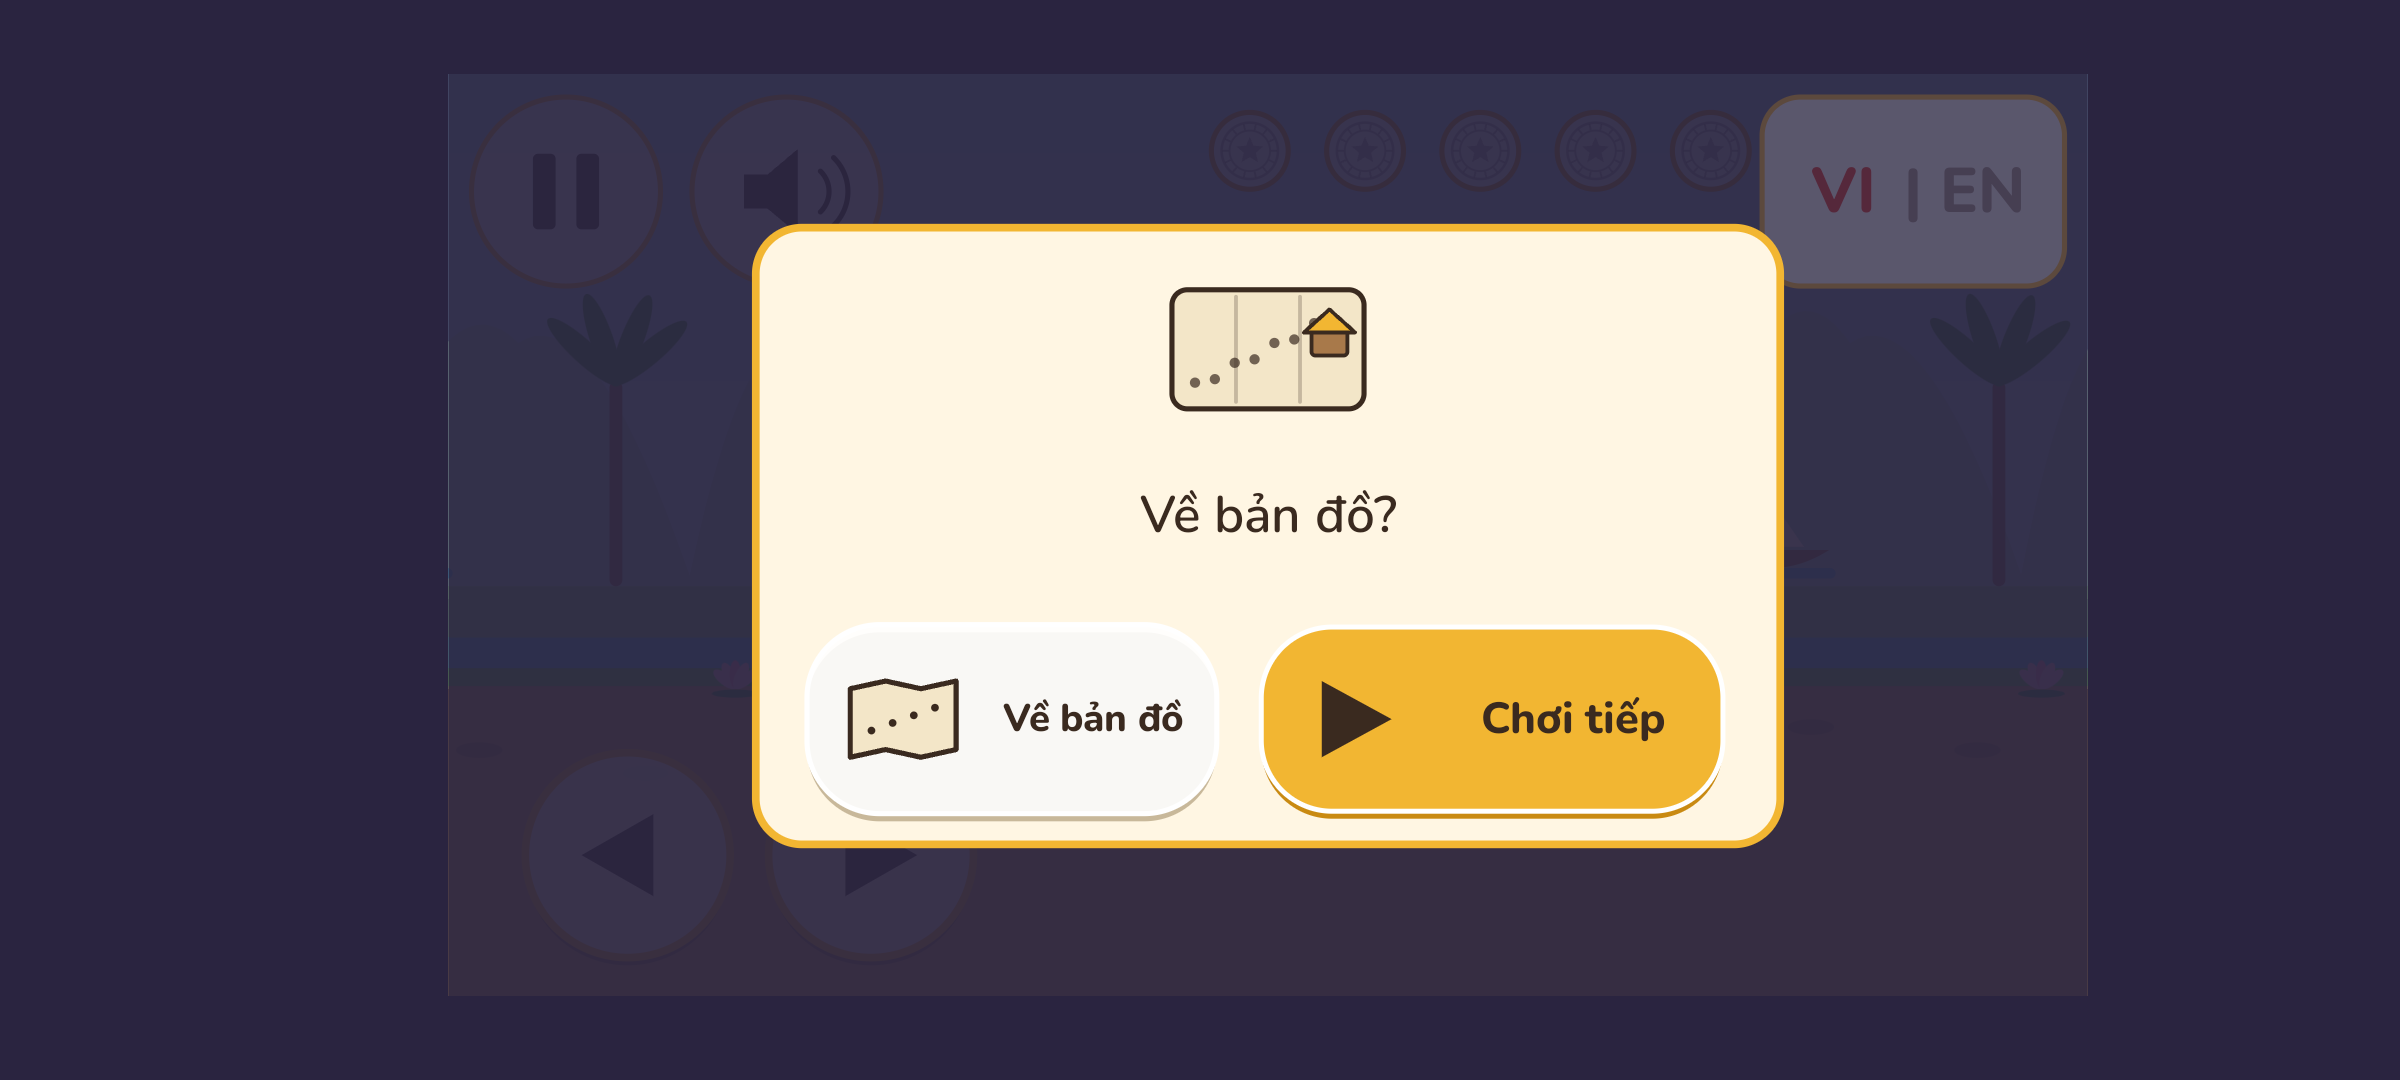 VI | EN
Về bản đồ?
Về bản đồ
Chơi tiếp